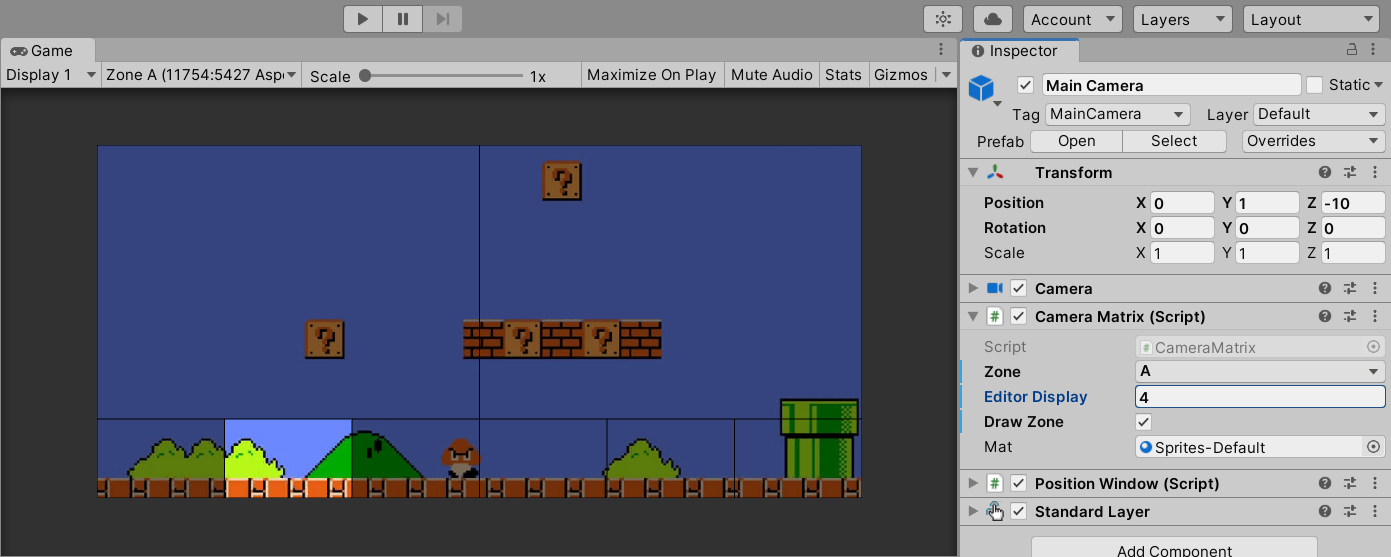 Account Layers Layout
Game Inspector
Display 1 Zone A (11754:5427 Aspe Scale 1x Maximize On Play Mute Audio Stats Gizmos
Main Camera Static
Tag MainCamera Layer Default
Prefab Open Select Overrides
Transform
Position X 0 Y 1 Z -10
Rotation X 0 Y 0 Z 0
Scale X 1 Y 1 Z 1
Camera
# Camera Matrix (Script)
Script # CameraMatrix
Zone A
Editor Display 4
Draw Zone
Mat Sprites-Default
# Position Window (Script)
Standard Layer
Add Component
?
? ? ?